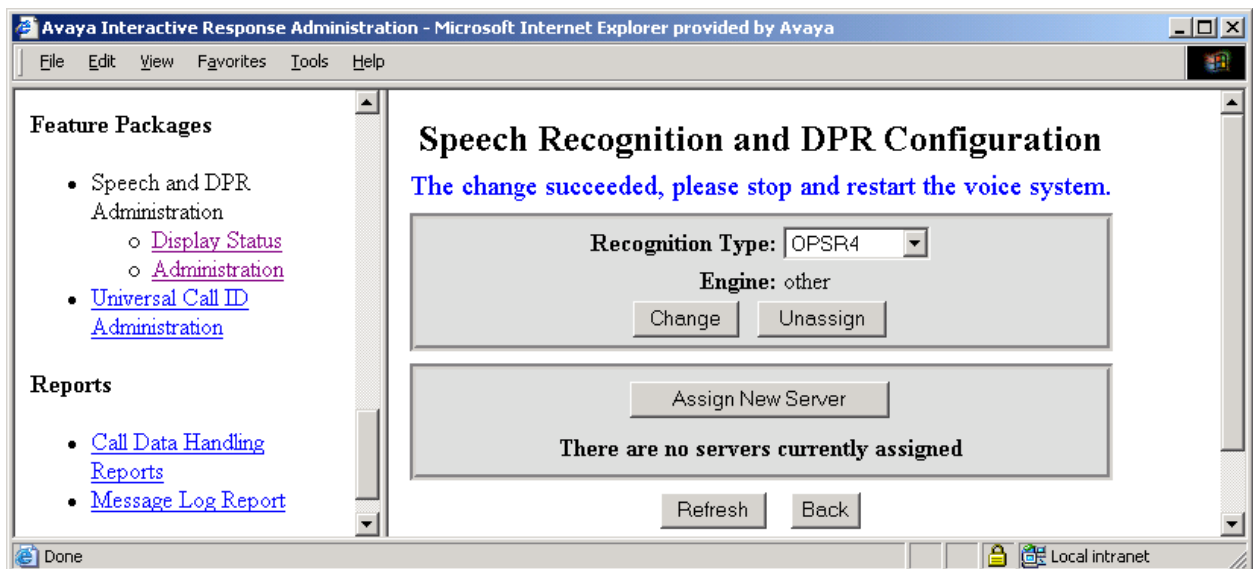 Avaya Interactive Response Administration - Microsoft Internet Explorer provided by Avaya
File Edit View Favorites Tools Help
Feature Packages
• Speech and DPR
Administration
o Display Status
o Administration
• Universal Call ID
Administration
Reports
• Call Data Handling
Reports
• Message Log Report
Speech Recognition and DPR Configuration
The change succeeded, please stop and restart the voice system.
Recognition Type: OPSR4
Engine: other
Change Unassign
Assign New Server
There are no servers currently assigned
Refresh Back
Done Local intranet